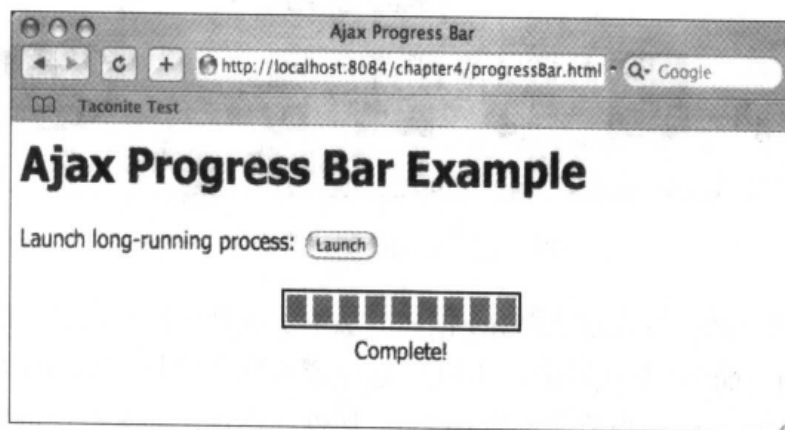 Ajax Progress Bar
http://localhost:8084/chapter4/progressBar.html
Google
Taconite Test
Ajax Progress Bar Example
Launch long-running process: Launch
Complete!